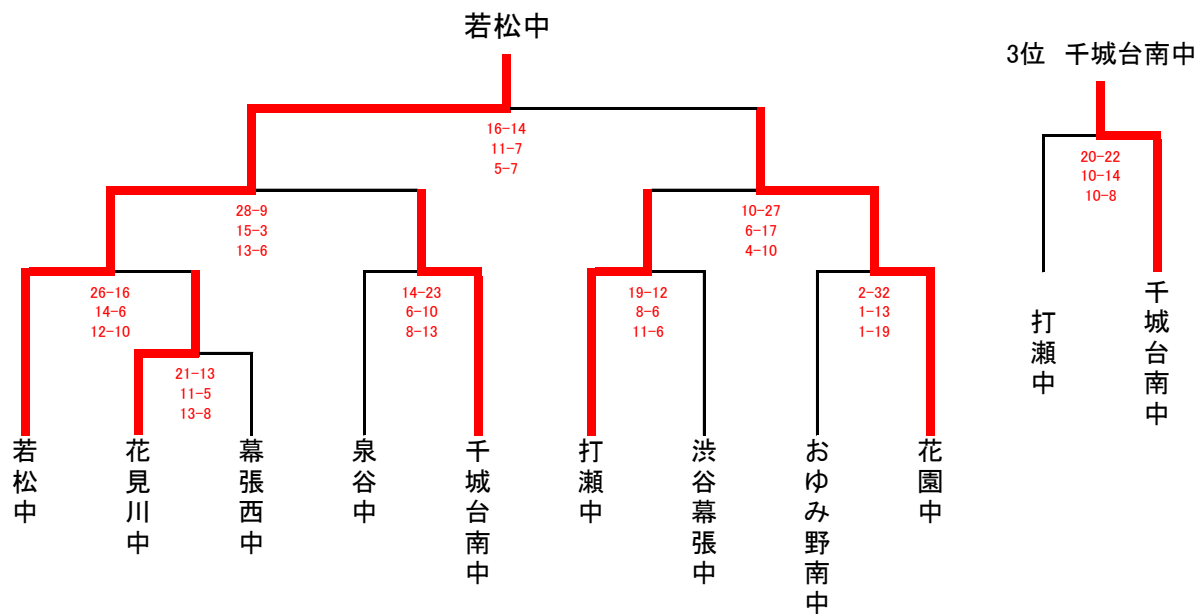 若松中
3位 千城台南中
16-14
11-7
5-7
20-22
10-14
10-8
28-9
15-3
13-6
10-27
6-17
4-10
26-16
14-6
12-10
14-23
6-10
8-13
19-12
8-6
11-6
2-32
1-13
1-19
21-13
11-5
13-8
打瀬中
千城台南中
若松中
花見川中
幕張西中
泉谷中
千城台南中
打瀬中
渋谷幕張中
おゆみ野南中
花園中